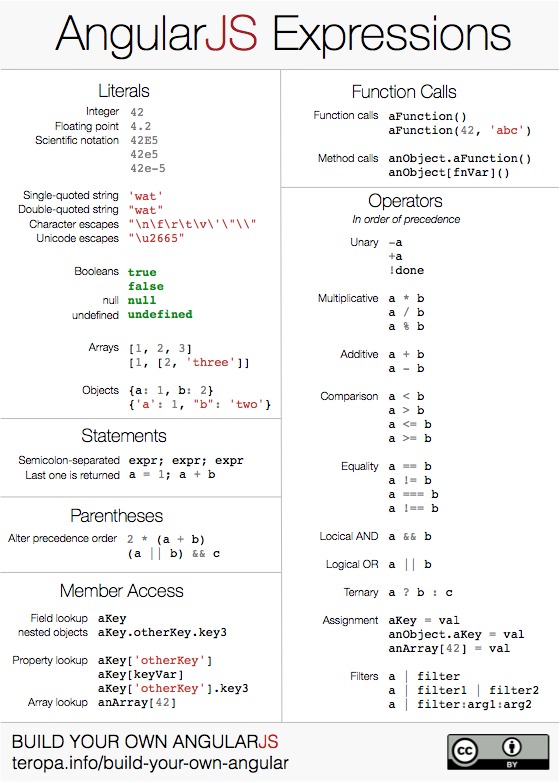 AngularJS Expressions
Literals
Integer 42
Floating point 4.2
Scientific notation 42E5
42e5
42e-5
Single-quoted string 'wat'
Double-quoted string "wat"
Character escapes "\n\f\r\t\v\'\"\\"
Unicode escapes "\u2665"
Booleans true
false
null null
undefined undefined
Arrays [1, 2, 3]
[1, [2, 'three']]
Objects {a: 1, b: 2}
{'a': 1, "b": 'two'}
Statements
Semicolon-separated expr; expr; expr
Last one is returned a = 1; a + b
Parentheses
Alter precedence order 2 * (a + b)
(a || b) && c
Member Access
Field lookup aKey
nested objects aKey.otherKey.key3
Property lookup aKey['otherKey']
aKey[keyVar]
aKey['otherKey'].key3
Array lookup anArray[42]
Function Calls
Function calls aFunction()
aFunction(42, 'abc')
Method calls anObject.aFunction()
anObject[fnVar]()
Operators
In order of precedence
Unary -a
+a
!done
Multiplicative a * b
a / b
a % b
Additive a + b
a - b
Comparison a < b
a > b
a <= b
a >= b
Equality a == b
a != b
a === b
a !== b
Locical AND a && b
Logical OR a || b
Ternary a ? b : c
Assignment aKey = val
anObject.aKey = val
anArray[42] = val
Filters a | filter
a | filter1 | filter2
a | filter:arg1:arg2
BUILD YOUR OWN ANGULARJS
teropa.info/build-your-own-angular
cc
BY